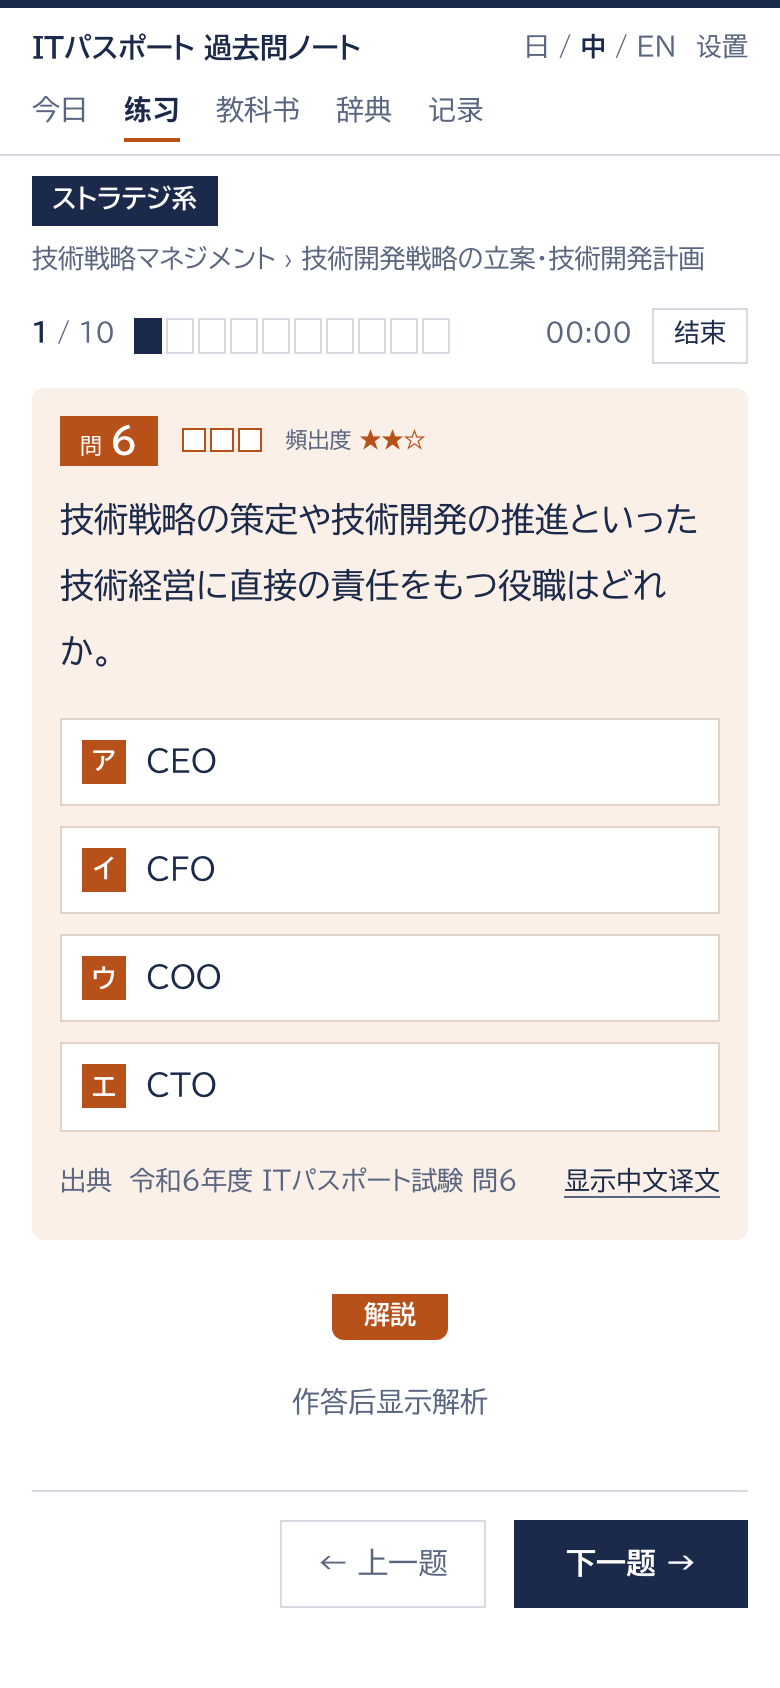 ITパスポート 過去問ノート
日 / 中 / EN 设置
今日 练习 教科书 辞典 记录
ストラテジ系
技術戦略マネジメント › 技術開発戦略の立案・技術開発計画
1 / 10
00:00
结束
問 6 □□□ 頻出度 ★★☆
技術戦略の策定や技術開発の推進といった
技術経営に直接の責任をもつ役職はどれ
か。
ア CEO
イ CFO
ウ COO
エ CTO
出典 令和6年度 ITパスポート試験 問6
显示中文译文
解説
作答后显示解析
← 上一题
下一题 →